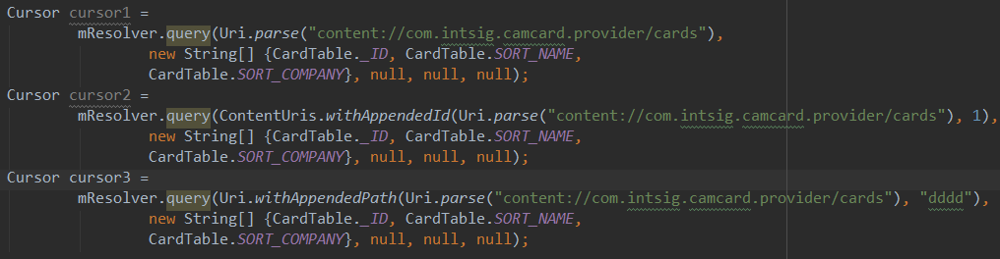 Cursor cursor1 =
mResolver.query(Uri.parse("content://com.intsig.camcard.provider/cards"),
new String[] {CardTable._ID, CardTable.SORT_NAME,
CardTable.SORT_COMPANY}, null, null, null);
Cursor cursor2 =
mResolver.query(ContentUris.withAppendedId(Uri.parse("content://com.intsig.camcard.provider/cards"), 1),
new String[] {CardTable._ID, CardTable.SORT_NAME,
CardTable.SORT_COMPANY}, null, null, null);
Cursor cursor3 =
mResolver.query(Uri.withAppendedPath(Uri.parse("content://com.intsig.camcard.provider/cards"), "dddd"),
new String[] {CardTable._ID, CardTable.SORT_NAME,
CardTable.SORT_COMPANY}, null, null, null);